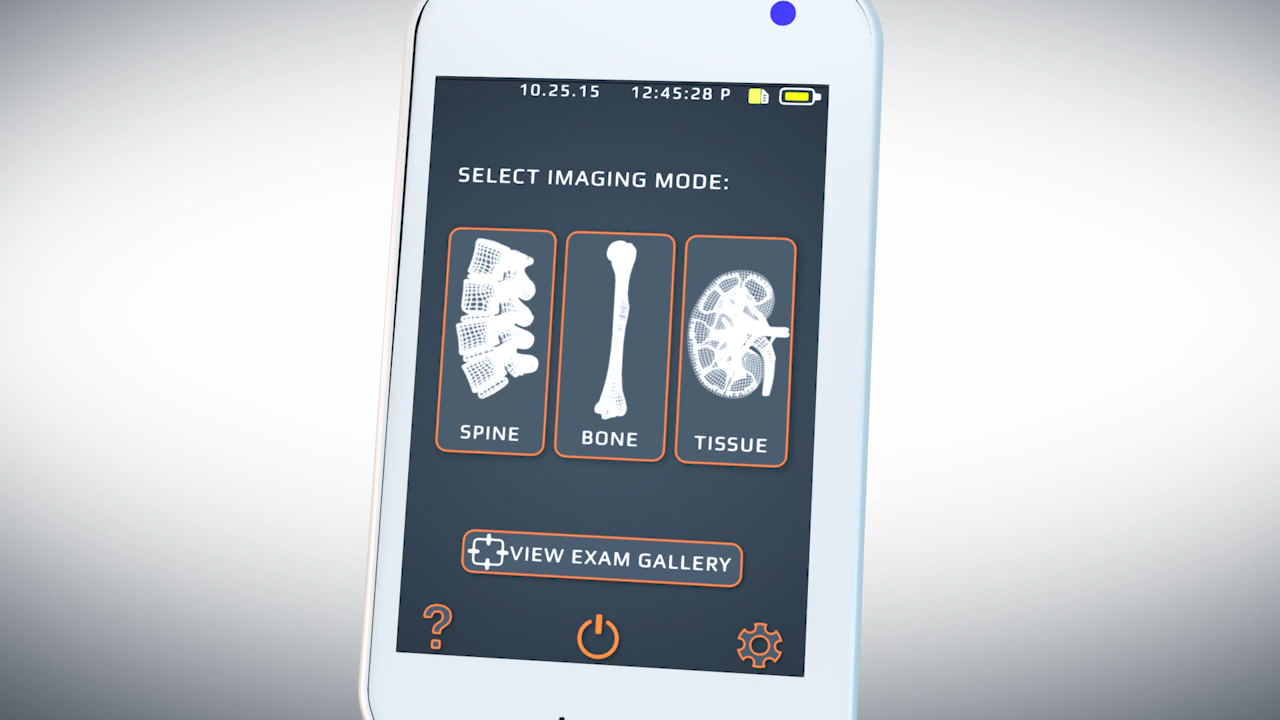 10.25.15 12:45:28 P
SELECT IMAGING MODE:
SPINE BONE TISSUE
VIEW EXAM GALLERY
?